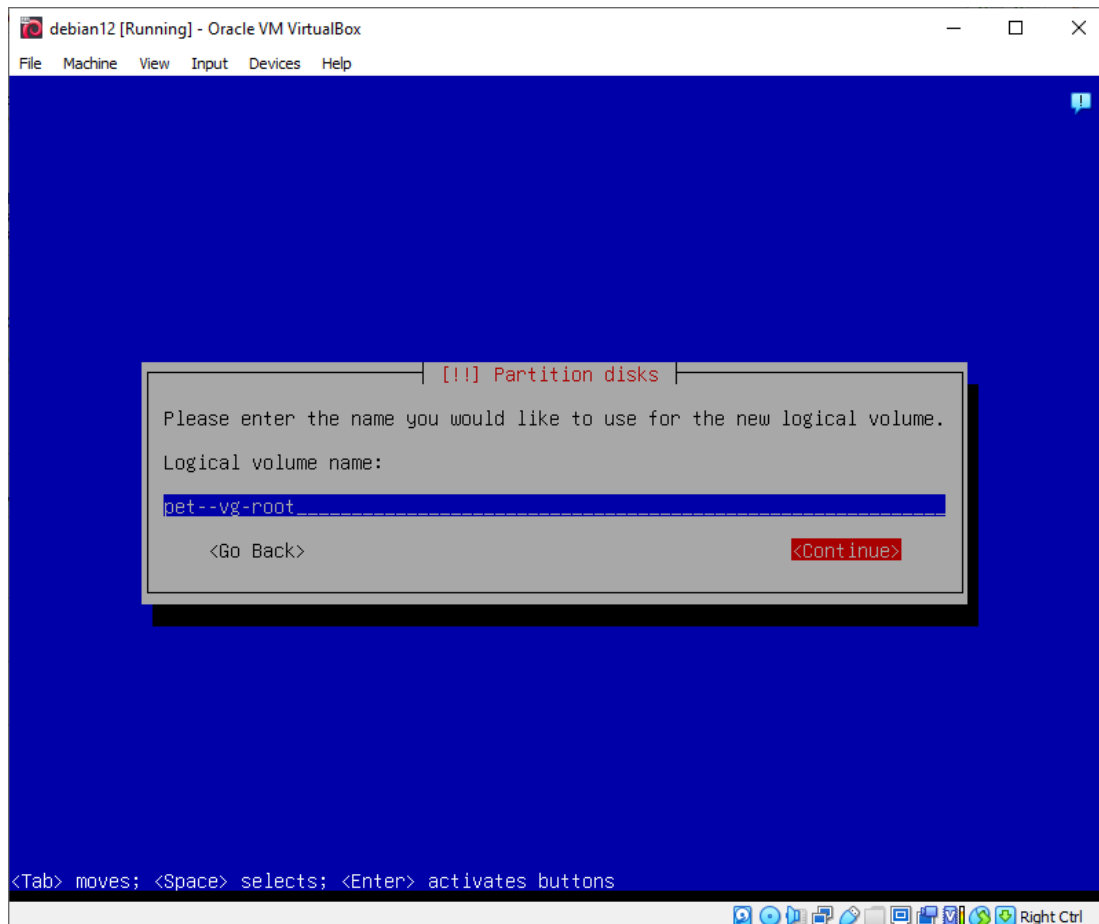 debian12 [Running] - Oracle VM VirtualBox
File Machine View Input Devices Help
[!!] Partition disks
Please enter the name you would like to use for the new logical volume.
Logical volume name:
pet--vg-root
<Go Back> <Continue>
<Tab> moves; <Space> selects; <Enter> activates buttons
Right Ctrl